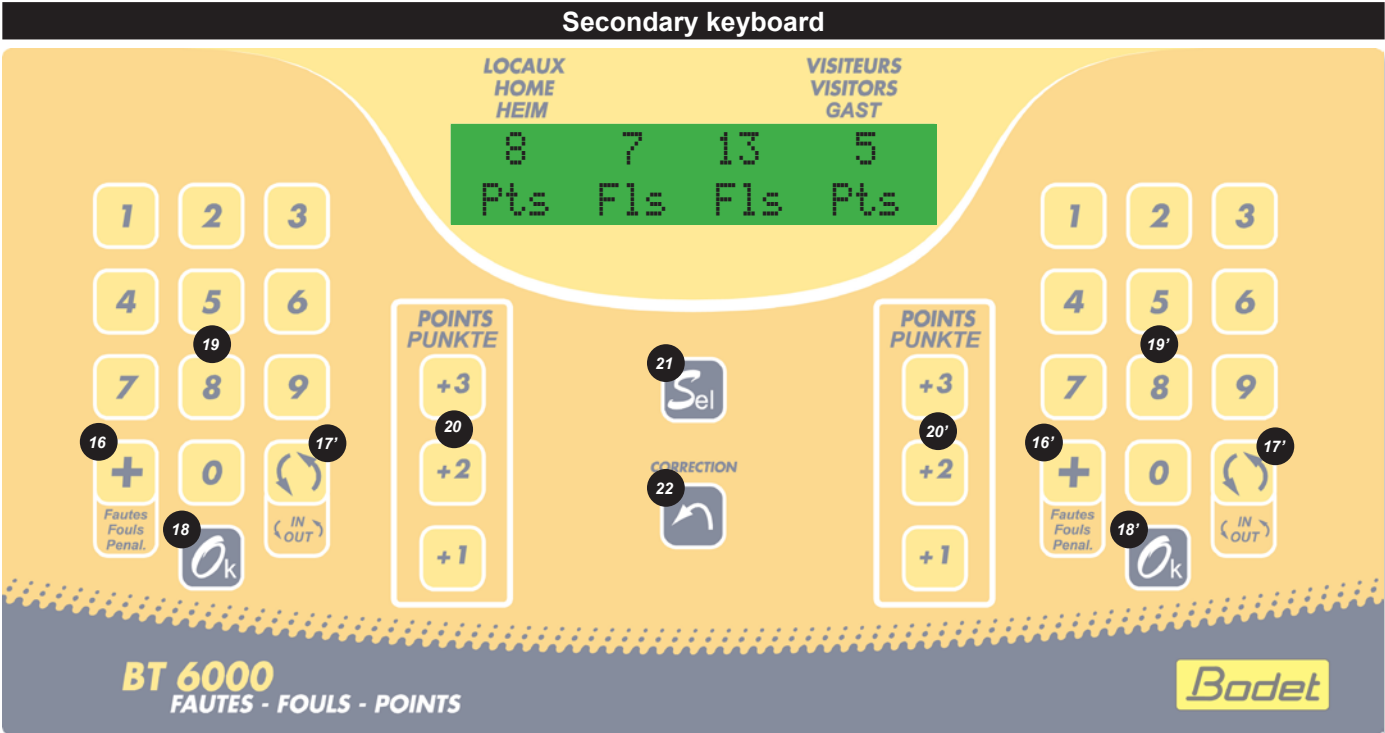 Secondary keyboard
LOCAUX
HOME
HEIM
VISITEURS
VISITORS
GAST
8 7 13 5
Pts Fls Fls Pts
1 2 3
4 5 6
19
7 8 9
16
17’
+ 0
Fautes
Fouls
Penal.
IN
OUT
18
Ok
POINTS
PUNKTE
+3
20
+2
+1
21
Sel
CORRECTION
22
POINTS
PUNKTE
+3
20’
+2
+1
1 2 3
4 5 6
19’
7 8 9
16’
17’
+ 0
Fautes
Fouls
Penal.
IN
OUT
18’
Ok
BT 6000
FAUTES - FOULS - POINTS
Bodet